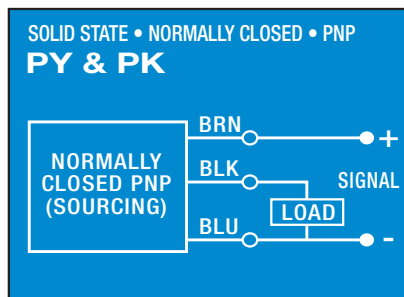 SOLID STATE • NORMALLY CLOSED • PNP
PY & PK
BRN
+
NORMALLY
CLOSED PNP
(SOURCING)
BLK
SIGNAL
LOAD
BLU
-